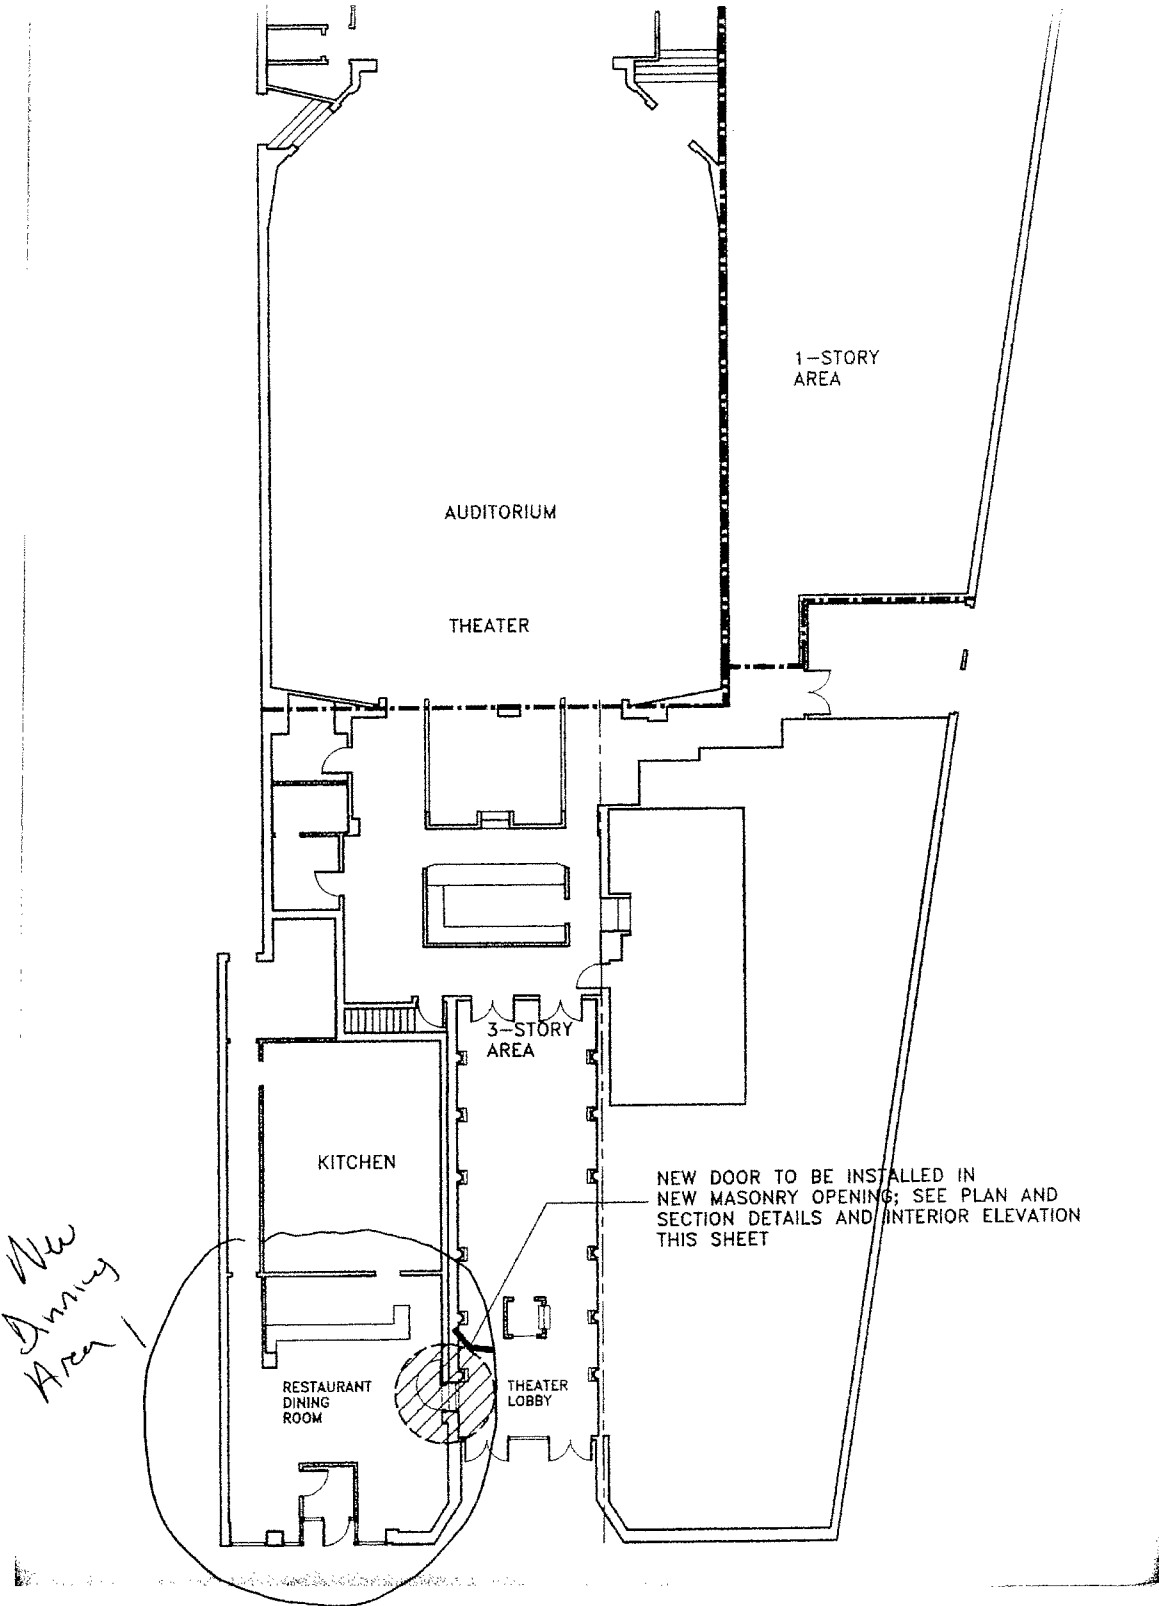 1-STORY
AREA
AUDITORIUM
THEATER
3-STORY
AREA
KITCHEN
NEW DOOR TO BE INSTALLED IN
NEW MASONRY OPENING; SEE PLAN AND
SECTION DETAILS AND INTERIOR ELEVATION
THIS SHEET
New
Dinning
Area
RESTAURANT
DINING
ROOM
THEATER
LOBBY